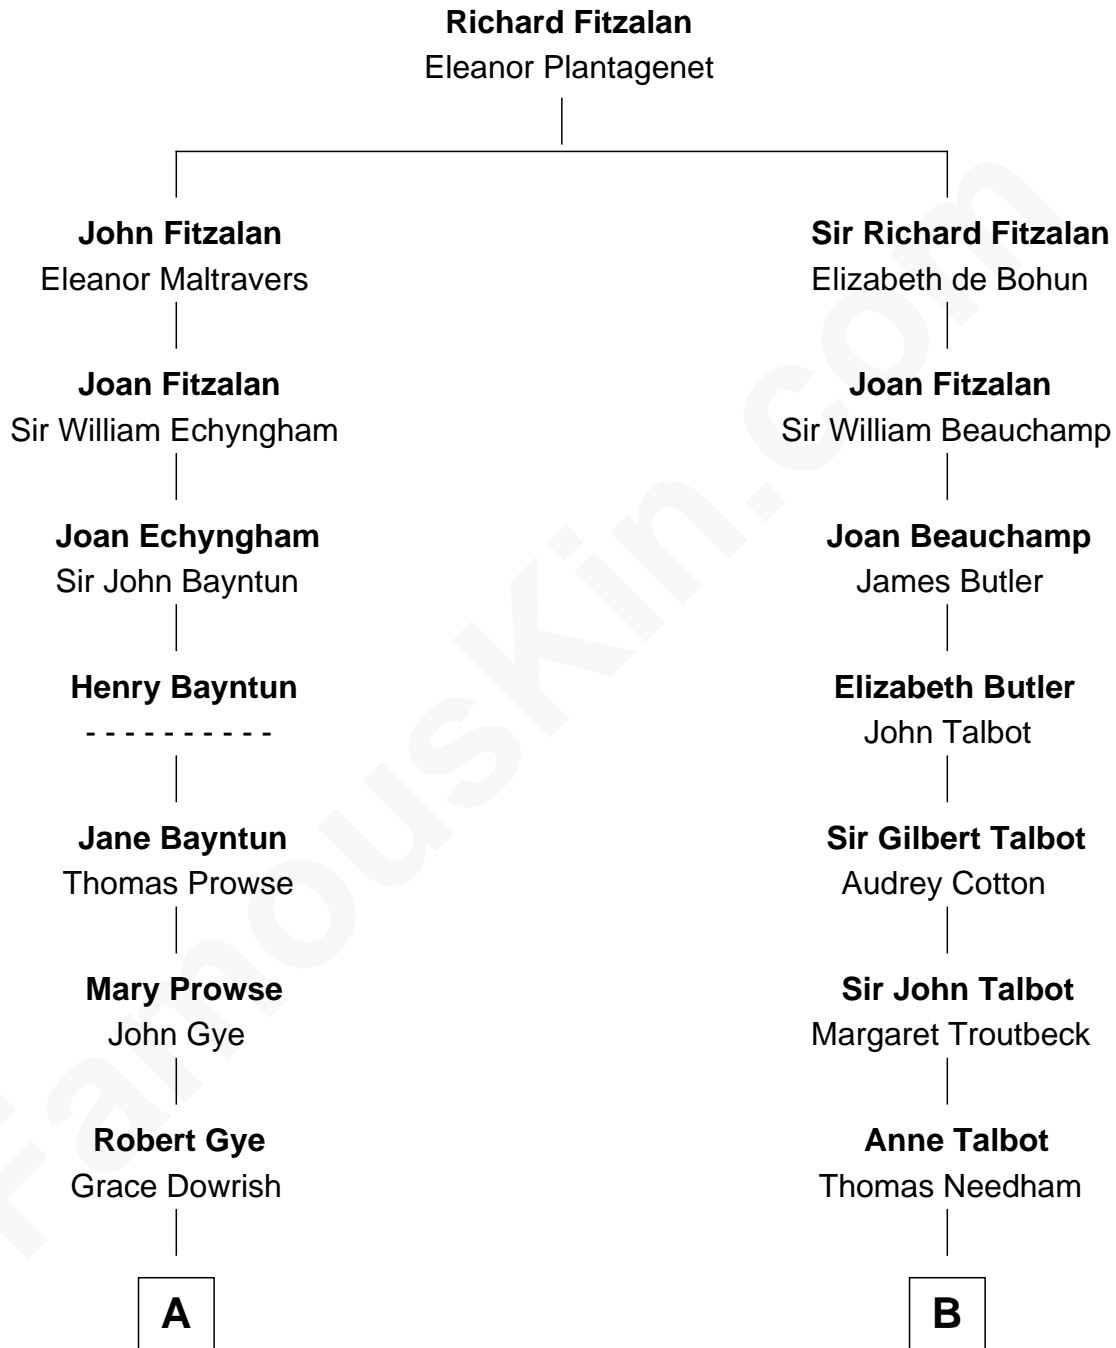 Richard Fitzalan
Eleanor Plantagenet
John Fitzalan
Eleanor Maltravers
Sir Richard Fitzalan
Elizabeth de Bohun
Joan Fitzalan
Sir William Echyngham
Joan Fitzalan
Sir William Beauchamp
Joan Echyngham
Sir John Bayntun
Joan Beauchamp
James Butler
Henry Bayntun
- - - - - - - - - -
Elizabeth Butler
John Talbot
Jane Bayntun
Thomas Prowse
Sir Gilbert Talbot
Audrey Cotton
Mary Prowse
John Gye
Sir John Talbot
Margaret Troutbeck
Robert Gye
Grace Dowrish
Anne Talbot
Thomas Needham
A
B
FamousKin.com